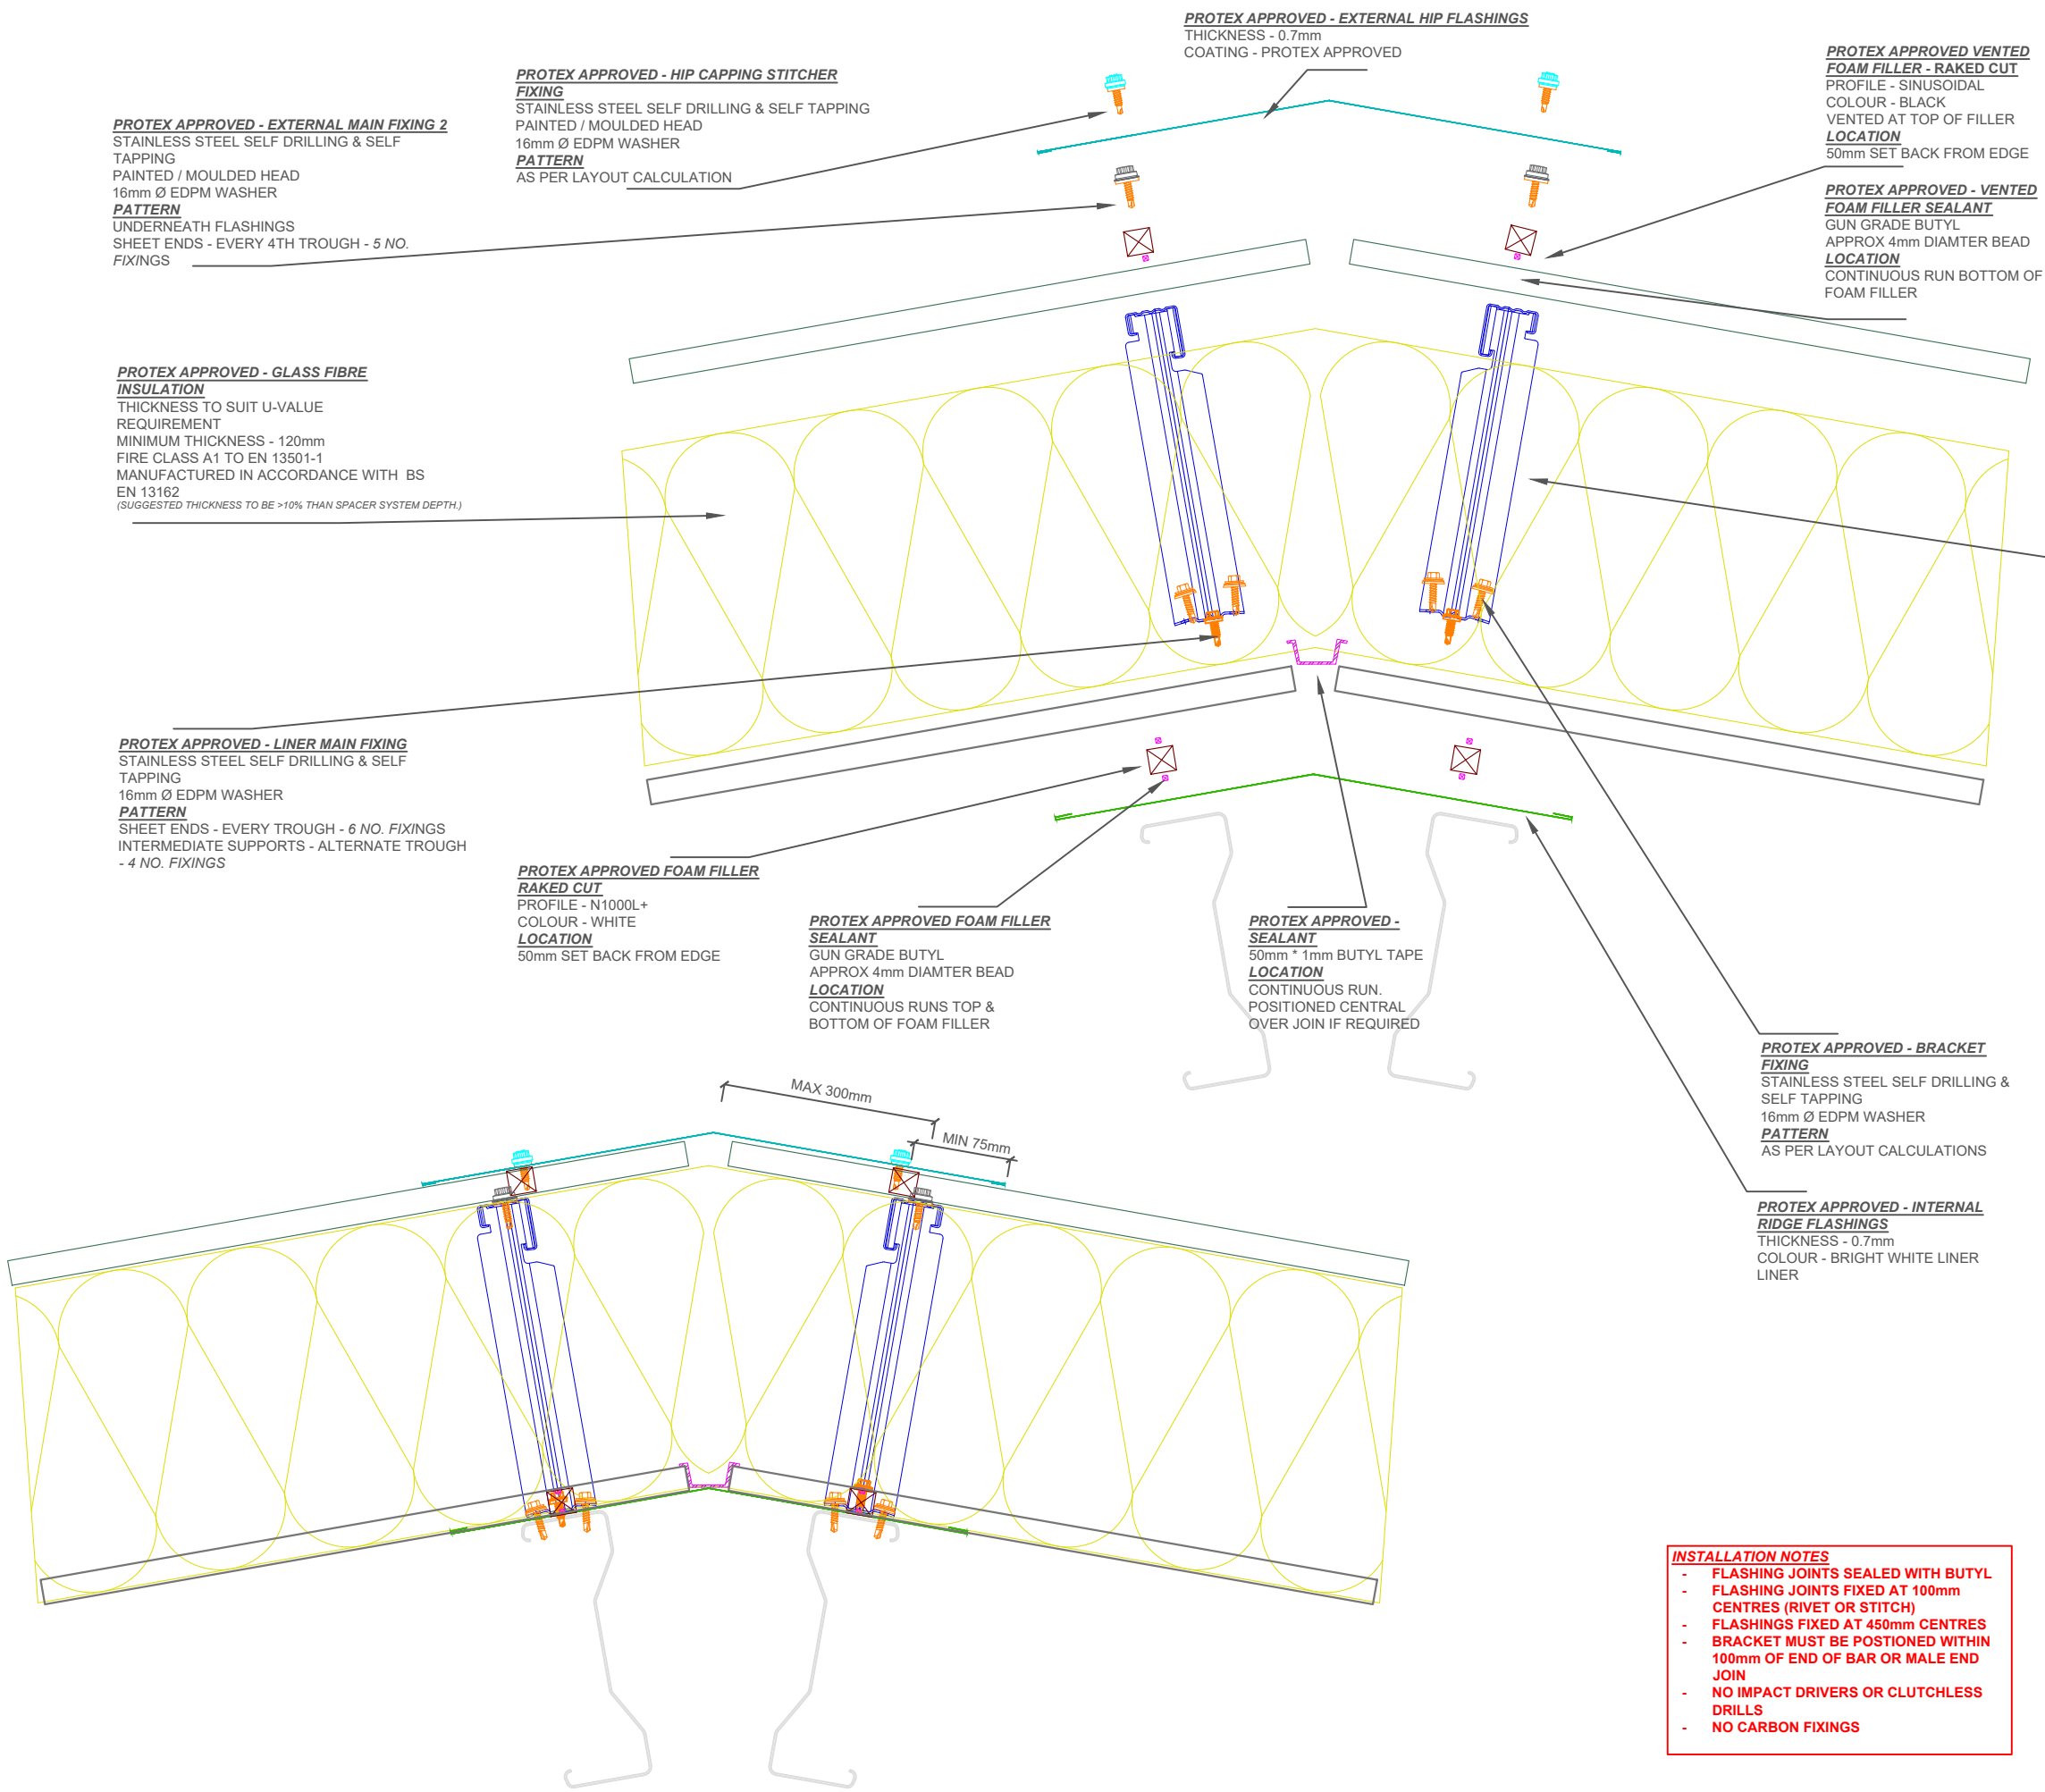 PROTEX APPROVED - EXTERNAL HIP FLASHINGS
THICKNESS - 0.7mm
COATING - PROTEX APPROVED
PROTEX APPROVED VENTED
FOAM FILLER - RAKED CUT
PROFILE - SINUSOIDAL
COLOUR - BLACK
VENTED AT TOP OF FILLER
LOCATION
50mm SET BACK FROM EDGE
PROTEX APPROVED - HIP CAPPING STITCHER
FIXING
STAINLESS STEEL SELF DRILLING & SELF TAPPING
PAINTED / MOULDED HEAD
16mm Ø EDPM WASHER
PATTERN
AS PER LAYOUT CALCULATION
PROTEX APPROVED - EXTERNAL MAIN FIXING 2
STAINLESS STEEL SELF DRILLING & SELF
TAPPING
PAINTED / MOULDED HEAD
16mm Ø EDPM WASHER
PATTERN
UNDERNEATH FLASHINGS
SHEET ENDS - EVERY 4TH TROUGH - 5 NO.
FIXINGS
PROTEX APPROVED - VENTED
FOAM FILLER SEALANT
GUN GRADE BUTYL
APPROX 4mm DIAMTER BEAD
LOCATION
CONTINUOUS RUN BOTTOM OF
FOAM FILLER
PROTEX APPROVED - GLASS FIBRE
INSULATION
THICKNESS TO SUIT U-VALUE
REQUIREMENT
MINIMUM THICKNESS - 120mm
FIRE CLASS A1 TO EN 13501-1
MANUFACTURED IN ACCORDANCE WITH BS
EN 13162
(SUGGESTED THICKNESS TO BE >10% THAN SPACER SYSTEM DEPTH.)
PROTEX APPROVED - LINER MAIN FIXING
STAINLESS STEEL SELF DRILLING & SELF
TAPPING
16mm Ø EDPM WASHER
PATTERN
SHEET ENDS - EVERY TROUGH - 6 NO. FIXINGS
INTERMEDIATE SUPPORTS - ALTERNATE TROUGH
- 4 NO. FIXINGS
PROTEX APPROVED FOAM FILLER
RAKED CUT
PROFILE - N1000L+
COLOUR - WHITE
LOCATION
50mm SET BACK FROM EDGE
PROTEX APPROVED FOAM FILLER
SEALANT
GUN GRADE BUTYL
APPROX 4mm DIAMTER BEAD
LOCATION
CONTINUOUS RUNS TOP &
BOTTOM OF FOAM FILLER
PROTEX APPROVED -
SEALANT
50mm * 1mm BUTYL TAPE
LOCATION
CONTINUOUS RUN.
POSITIONED CENTRAL
OVER JOIN IF REQUIRED
PROTEX APPROVED - BRACKET
FIXING
STAINLESS STEEL SELF DRILLING &
SELF TAPPING
16mm Ø EDPM WASHER
PATTERN
AS PER LAYOUT CALCULATIONS
MAX 300mm
MIN 75mm
PROTEX APPROVED - INTERNAL
RIDGE FLASHINGS
THICKNESS - 0.7mm
COLOUR - BRIGHT WHITE LINER
LINER
INSTALLATION NOTES
- FLASHING JOINTS SEALED WITH BUTYL
- FLASHING JOINTS FIXED AT 100mm
CENTRES (RIVET OR STITCH)
- FLASHINGS FIXED AT 450mm CENTRES
- BRACKET MUST BE POSTIONED WITHIN
100mm OF END OF BAR OR MALE END
JOIN
- NO IMPACT DRIVERS OR CLUTCHLESS
DRILLS
- NO CARBON FIXINGS